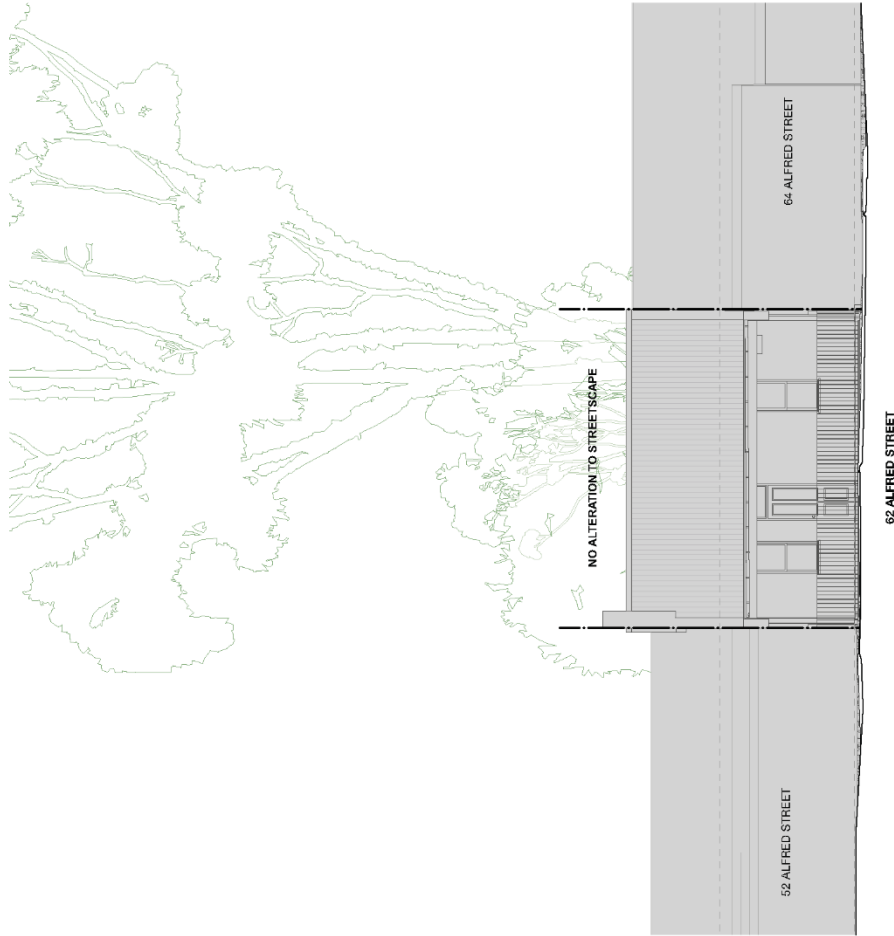 NO ALTERATION TO STREETSCAPE
52 ALFRED STREET
64 ALFRED STREET
62 ALFRED STREET